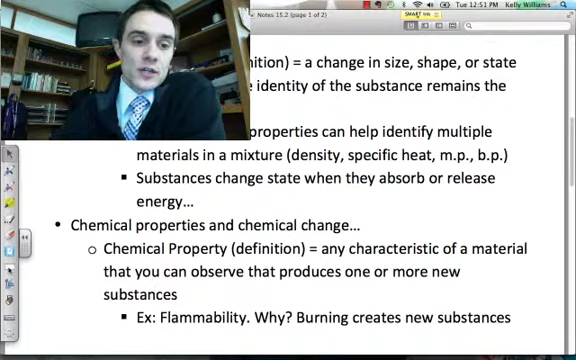 Notes 15.2 (page 1 of 2)
Tue 12:51 PM Kelly Williams
SMART Ink
nition) = a change in size, shape, or state
e identity of the substance remains the
properties can help identify multiple
materials in a mixture (density, specific heat, m.p., b.p.)
▪ Substances change state when they absorb or release
energy…
• Chemical properties and chemical change…
o Chemical Property (definition) = any characteristic of a material
that you can observe that produces one or more new
substances
▪ Ex: Flammability. Why? Burning creates new substances